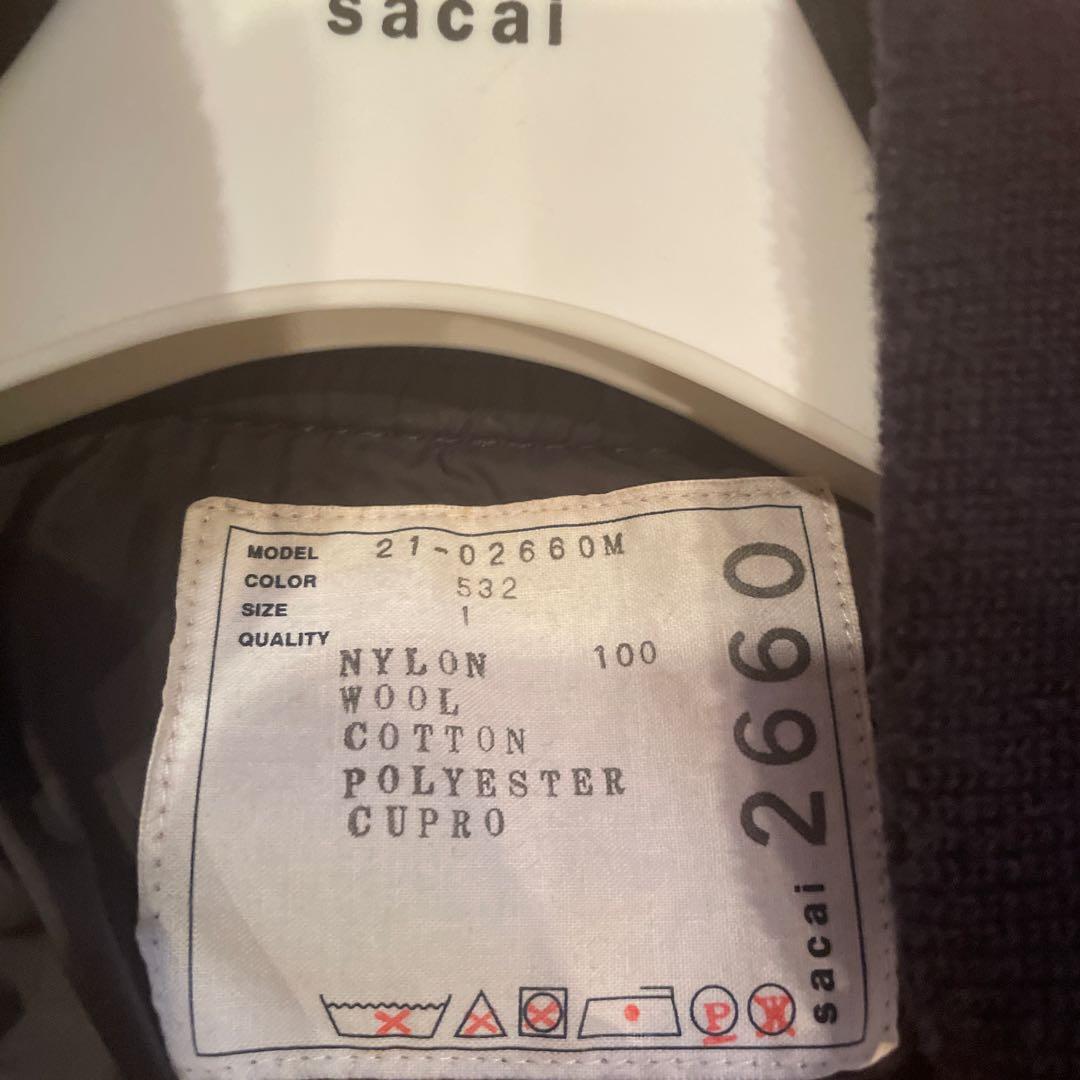 sacai
MODEL 21-02660M
COLOR 532
SIZE 1
QUALITY
NYLON 100
WOOL
COTTON
POLYESTER
CUPRO
P W
sacai 2660